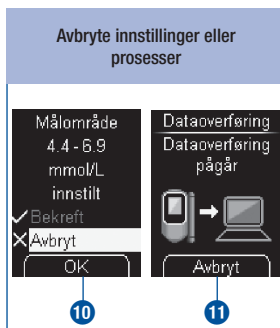 Avbryte innstillinger eller
prosesser
Målområde
4.4 - 6.9
mmol/L
innstilt
Bekreft
Avbryt
OK
10
Dataoverføring
Dataoverføring
pågår
Avbryt
11